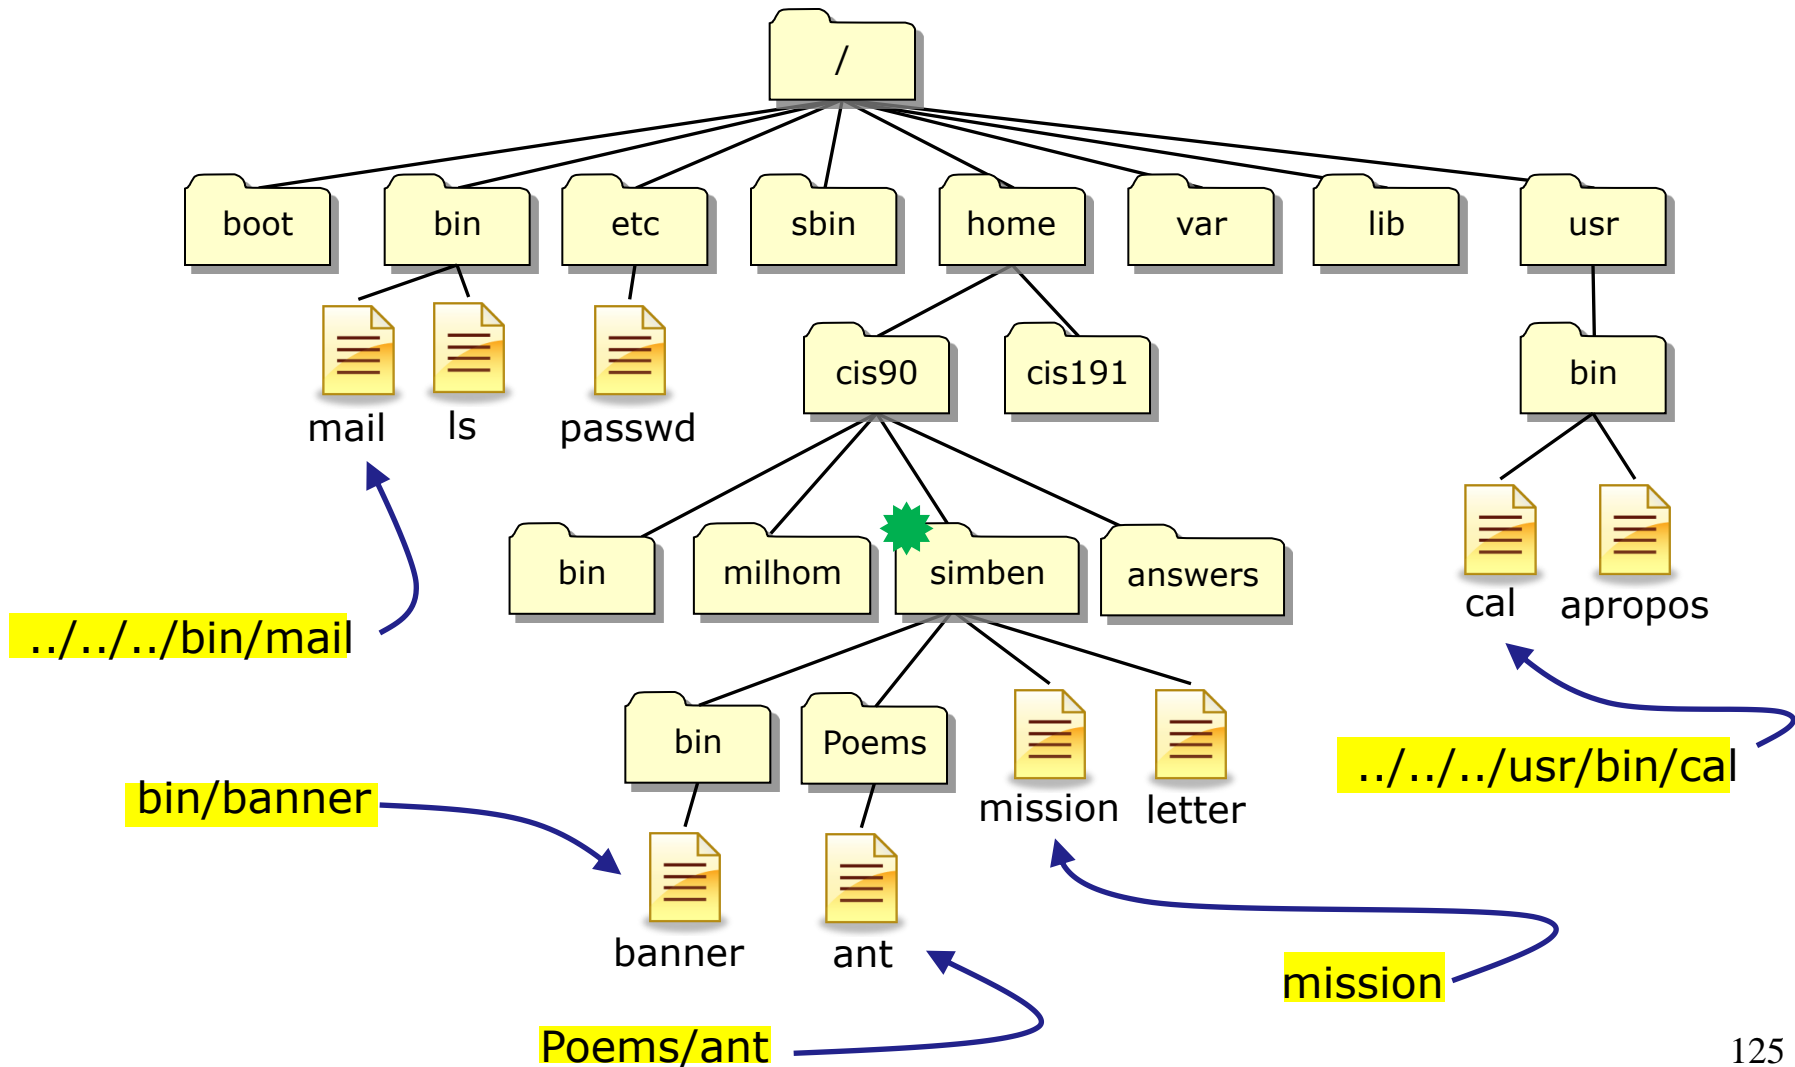 /
boot
bin
etc
sbin
home
var
lib
usr
mail
ls
passwd
cis90
cis191
bin
bin
milhom
simben
answers
cal
apropos
../../../bin/mail
bin
Poems
mission
letter
../../../usr/bin/cal
bin/banner
banner
ant
mission
Poems/ant
125